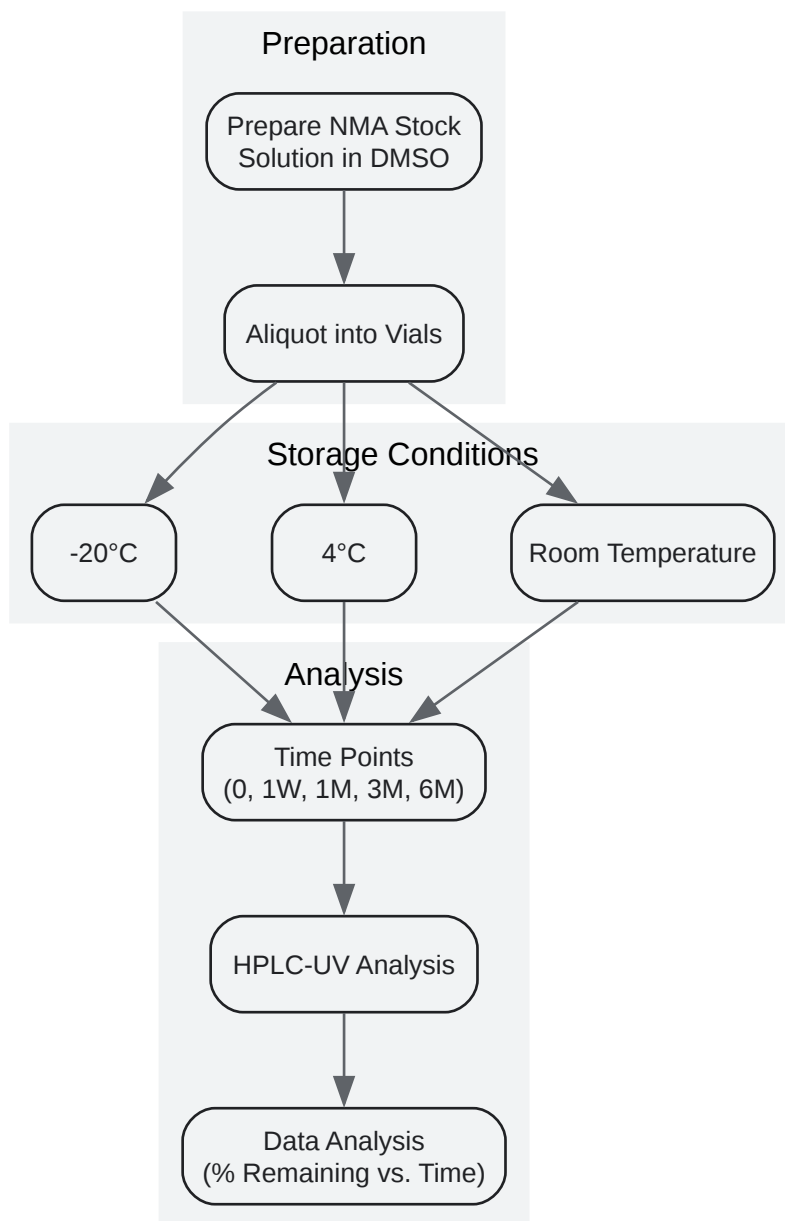 Preparation
Prepare NMA Stock
Solution in DMSO
Aliquot into Vials
Storage Conditions
-20°C
4°C
Room Temperature
Analysis
Time Points
(0, 1W, 1M, 3M, 6M)
HPLC-UV Analysis
Data Analysis
(% Remaining vs. Time)